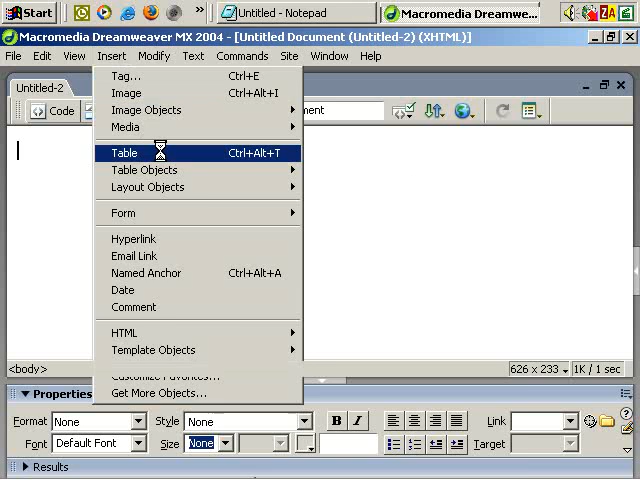 Start
»
Untitled - Notepad
Macromedia Dreamwe...
ZA
Macromedia Dreamweaver MX 2004 - [Untitled Document (Untitled-2) (XHTML)]
File Edit View Insert Modify Text Commands Site Window Help
Untitled-2
Code
ment
Tag... Ctrl+E
Image Ctrl+Alt+I
Image Objects
Media
Table Ctrl+Alt+T
Table Objects
Layout Objects
Form
Hyperlink
Email Link
Named Anchor Ctrl+Alt+A
Date
Comment
HTML
Template Objects
Customize Favorites...
Get More Objects...
<body>
626 x 233
1K / 1 sec
Properties
Format None Style None B I Link
Font Default Font Size None Target
Results